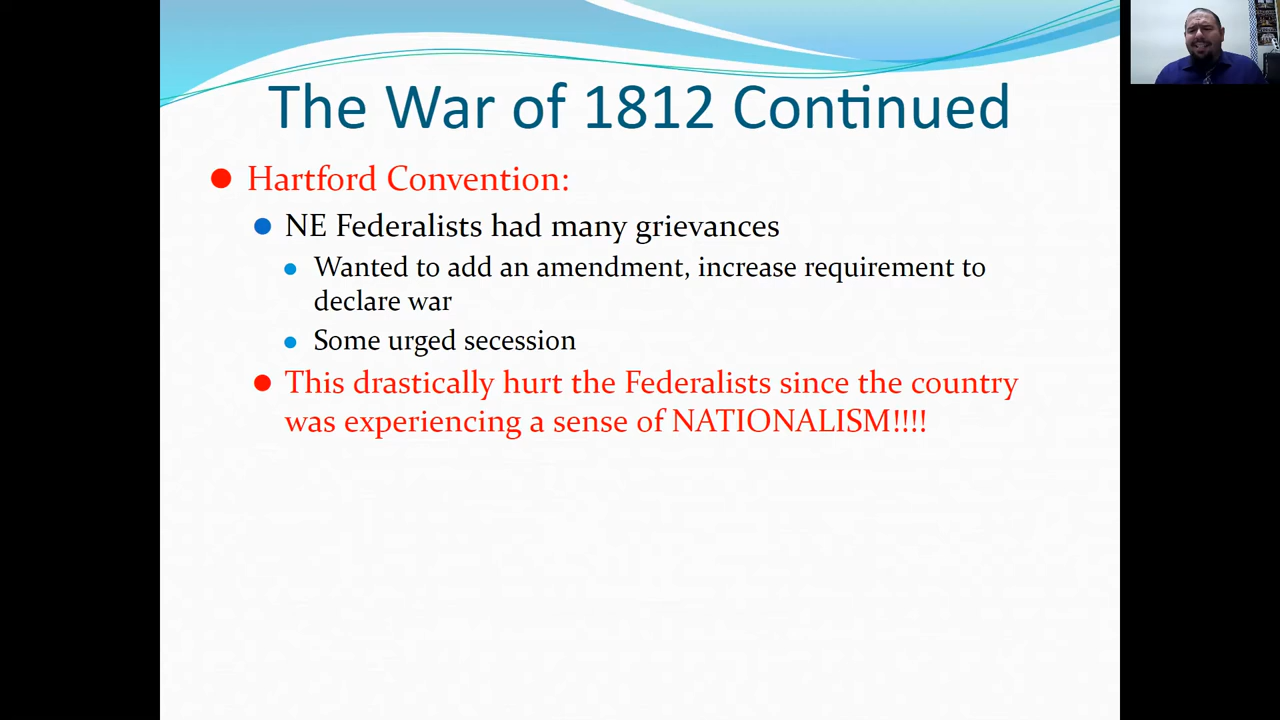 The War of 1812 Continued
Hartford Convention:
NE Federalists had many grievances
Wanted to add an amendment, increase requirement to
declare war
Some urged secession
This drastically hurt the Federalists since the country
was experiencing a sense of NATIONALISM!!!!